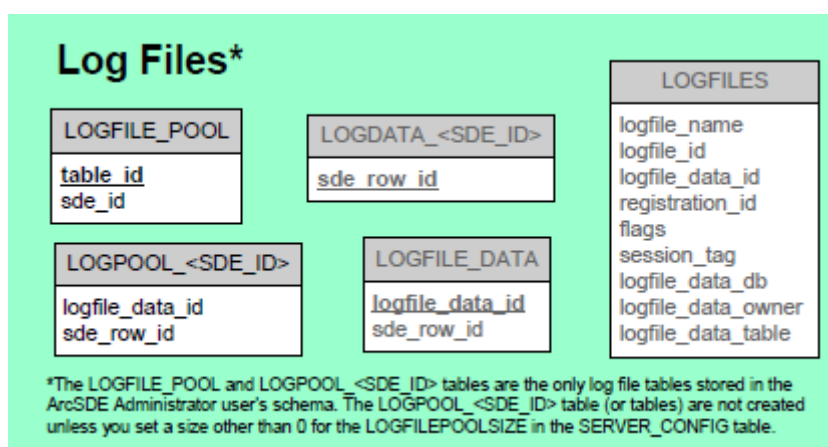 Log Files*
LOGFILE_POOL
table_id
sde_id
LOGDATA_<SDE_ID>
sde_row_id
LOGFILES
logfile_name
logfile_id
logfile_data_id
registration_id
flags
session_tag
logfile_data_db
logfile_data_owner
logfile_data_table
LOGPOOL_<SDE_ID>
logfile_data_id
sde_row_id
LOGFILE_DATA
logfile_data_id
sde_row_id
*The LOGFILE_POOL and LOGPOOL_<SDE_ID> tables are the only log file tables stored in the
ArcSDE Administrator user's schema. The LOGPOOL_<SDE_ID> table (or tables) are not created
unless you set a size other than 0 for the LOGFILEPOOLSIZE in the SERVER_CONFIG table.